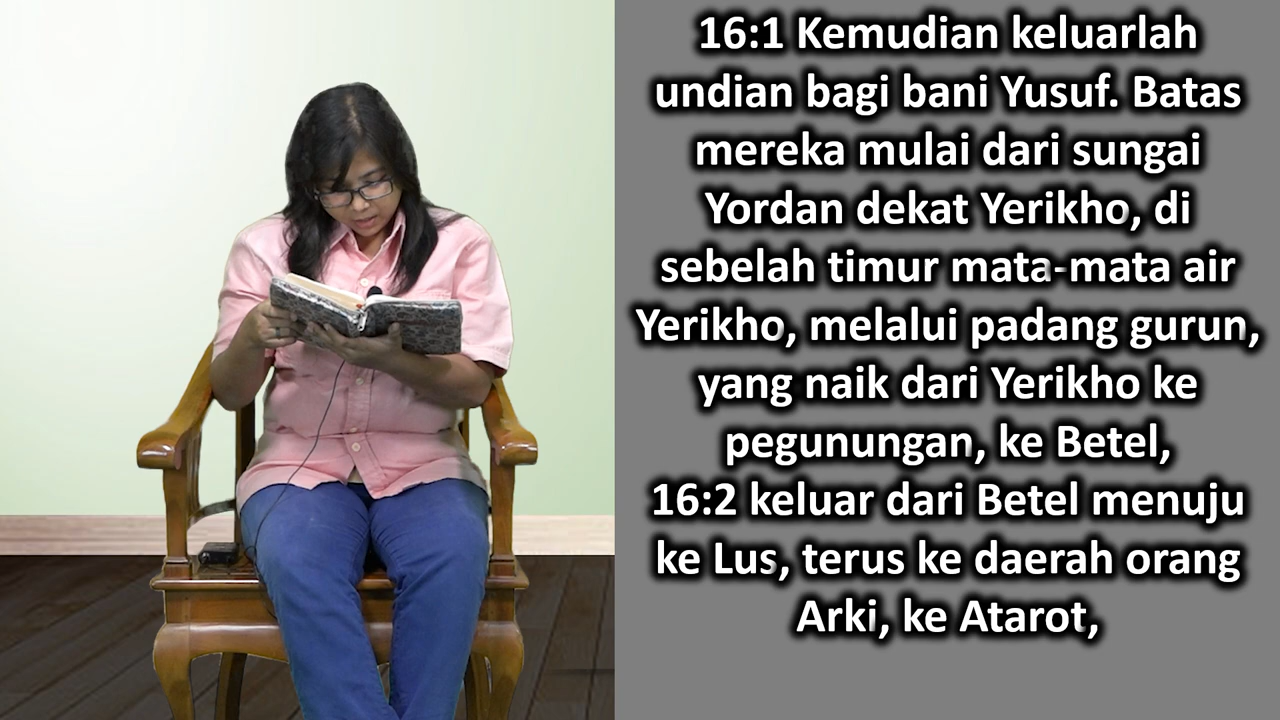 16:1 Kemudian keluarlah
undian bagi bani Yusuf. Batas
mereka mulai dari sungai
Yordan dekat Yerikho, di
sebelah timur mata-mata air
Yerikho, melalui padang gurun,
yang naik dari Yerikho ke
pegunungan, ke Betel,
16:2 keluar dari Betel menuju
ke Lus, terus ke daerah orang
Arki, ke Atarot,